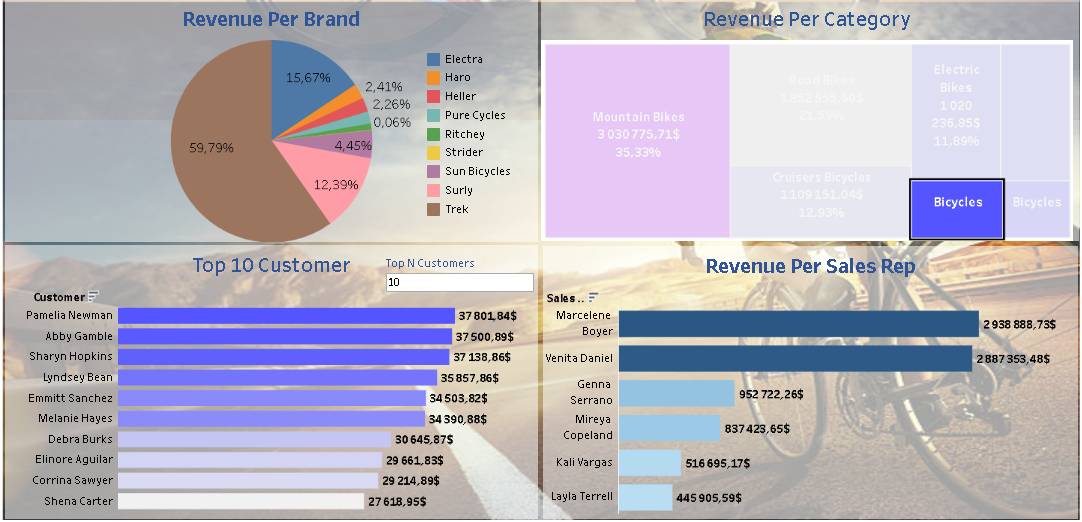 Revenue Per Brand
15,67%
2,41%
2,26%
0,06%
4,45%
12,39%
59,79%
Electra
Haro
Heller
Pure Cycles
Ritchey
Strider
Sun Bicycles
Surly
Trek
Revenue Per Category
Mountain Bikes
3 030 775,71$
35,33%
Road Bikes
1 852 555,60$
21,59%
Cruisers Bicycles
1 109 151,04$
12,93%
Electric
Bikes
1 020
236,85$
11,89%
Bicycles
Bicycles
Top 10 Customer
Top N Customers
10
Customer
Pamelia Newman 37 801,84$
Abby Gamble 37 500,89$
Sharyn Hopkins 37 138,86$
Lyndsey Bean 35 857,86$
Emmitt Sanchez 34 503,82$
Melanie Hayes 34 390,88$
Debra Burks 30 645,87$
Elinore Aguilar 29 661,83$
Corrina Sawyer 29 214,89$
Shena Carter 27 618,95$
Revenue Per Sales Rep
Sales ..
Marcelene
Boyer
2 938 888,73$
Venita Daniel 2 887 353,48$
Genna
Serrano
952 722,26$
Mireya
Copeland
837 423,65$
Kali Vargas 516 695,17$
Layla Terrell 445 905,59$